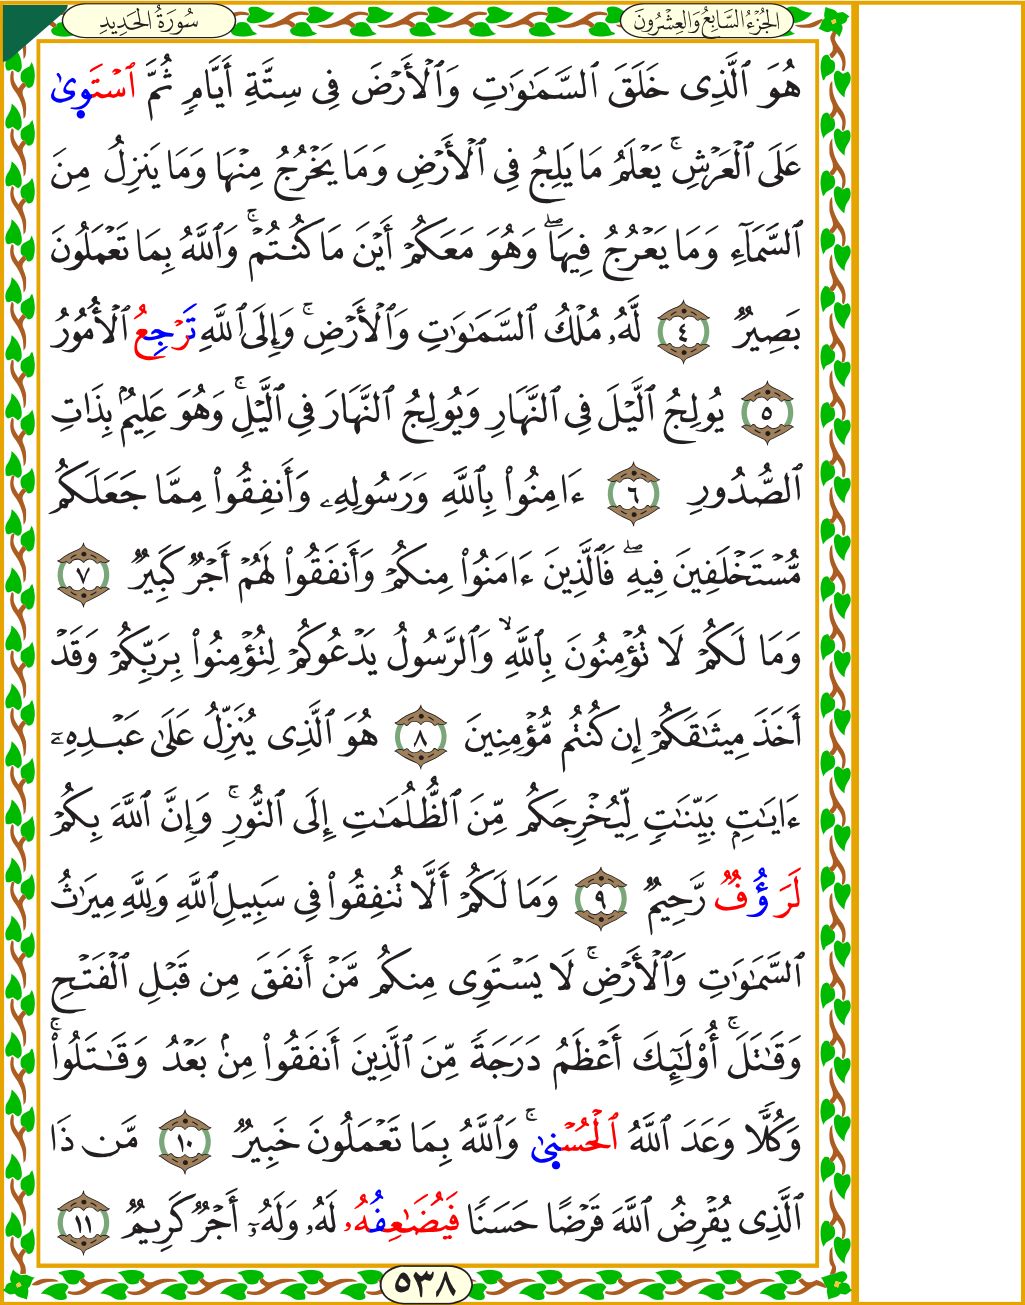 سُورَةُ الحَدِيدِ
الجُزْءُ السَّابِعُ وَالعِشْرُونَ
هُوَ ٱلَّذِى خَلَقَ ٱلسَّمَـٰوَٰتِ وَٱلْأَرْضَ فِى سِتَّةِ أَيَّامٍۢ ثُمَّ ٱسْتَوِىٰ
عَلَى ٱلْعَرْشِ ۚ يَعْلَمُ مَا يَلِجُ فِى ٱلْأَرْضِ وَمَا يَخْرُجُ مِنْهَا وَمَا يَنزِلُ مِنَ
ٱلسَّمَآءِ وَمَا يَعْرُجُ فِيهَا ۖ وَهُوَ مَعَكُمْ أَيْنَ مَا كُنتُمْ ۚ وَٱللَّهُ بِمَا تَعْمَلُونَ
بَصِيرٌ ٤ لَّهُۥ مُلْكُ ٱلسَّمَـٰوَٰتِ وَٱلْأَرْضِ ۚ وَإِلَى ٱللَّهِ تَرْجِعُ ٱلْأُمُورُ
٥ يُولِجُ ٱلَّيْلَ فِى ٱلنَّهَارِ وَيُولِجُ ٱلنَّهَارَ فِى ٱلَّيْلِ ۚ وَهُوَ عَلِيمٌۢ بِذَاتِ
ٱلصُّدُورِ ٦ ءَامِنُوا۟ بِٱللَّهِ وَرَسُولِهِۦ وَأَنفِقُوا۟ مِمَّا جَعَلَكُم
مُّسْتَخْلَفِينَ فِيهِ ۖ فَٱلَّذِينَ ءَامَنُوا۟ مِنكُمْ وَأَنفَقُوا۟ لَهُمْ أَجْرٌ كَبِيرٌ ٧
وَمَا لَكُمْ لَا تُؤْمِنُونَ بِٱللَّهِ ۙ وَٱلرَّسُولُ يَدْعُوكُمْ لِتُؤْمِنُوا۟ بِرَبِّكُمْ وَقَدْ
أَخَذَ مِيثَـٰقَكُمْ إِن كُنتُم مُّؤْمِنِينَ ٨ هُوَ ٱلَّذِى يُنَزِّلُ عَلَىٰ عَبْدِهِۦٓ
ءَايَـٰتٍۭ بَيِّنَـٰتٍ لِّيُخْرِجَكُم مِّنَ ٱلظُّلُمَـٰتِ إِلَى ٱلنُّورِ ۚ وَإِنَّ ٱللَّهَ بِكُمْ
لَرَؤُفٌ رَّحِيمٌ ٩ وَمَا لَكُمْ أَلَّا تُنفِقُوا۟ فِى سَبِيلِ ٱللَّهِ وَلِلَّهِ مِيرَٰثُ
ٱلسَّمَـٰوَٰتِ وَٱلْأَرْضِ ۚ لَا يَسْتَوِى مِنكُم مَّنْ أَنفَقَ مِن قَبْلِ ٱلْفَتْحِ
وَقَـٰتَلَ ۚ أُو۟لَـٰٓئِكَ أَعْظَمُ دَرَجَةً مِّنَ ٱلَّذِينَ أَنفَقُوا۟ مِنۢ بَعْدُ وَقَـٰتَلُوا۟ ۚ
وَكُلًّا وَعَدَ ٱللَّهُ ٱلْحُسْنِىٰ ۚ وَٱللَّهُ بِمَا تَعْمَلُونَ خَبِيرٌ ١٠ مَّن ذَا
ٱلَّذِى يُقْرِضُ ٱللَّهَ قَرْضًا حَسَنًا فَيُضَـٰعِفُهُۥ لَهُۥ وَلَهُۥٓ أَجْرٌ كَرِيمٌ ١١
٥٣٨